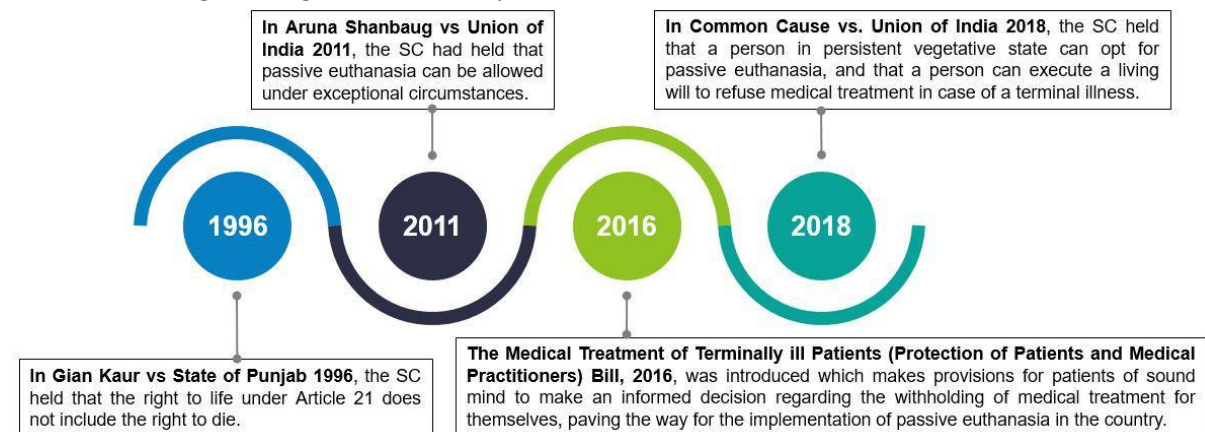 In Aruna Shanbaug vs Union of
India 2011, the SC had held that
passive euthanasia can be allowed
under exceptional circumstances.
In Common Cause vs. Union of India 2018, the SC held
that a person in persistent vegetative state can opt for
passive euthanasia, and that a person can execute a living
will to refuse medical treatment in case of a terminal illness.
1996
2011
2016
2018
In Gian Kaur vs State of Punjab 1996, the SC
held that the right to life under Article 21 does
not include the right to die.
The Medical Treatment of Terminally ill Patients (Protection of Patients and Medical
Practitioners) Bill, 2016, was introduced which makes provisions for patients of sound
mind to make an informed decision regarding the withholding of medical treatment for
themselves, paving the way for the implementation of passive euthanasia in the country.